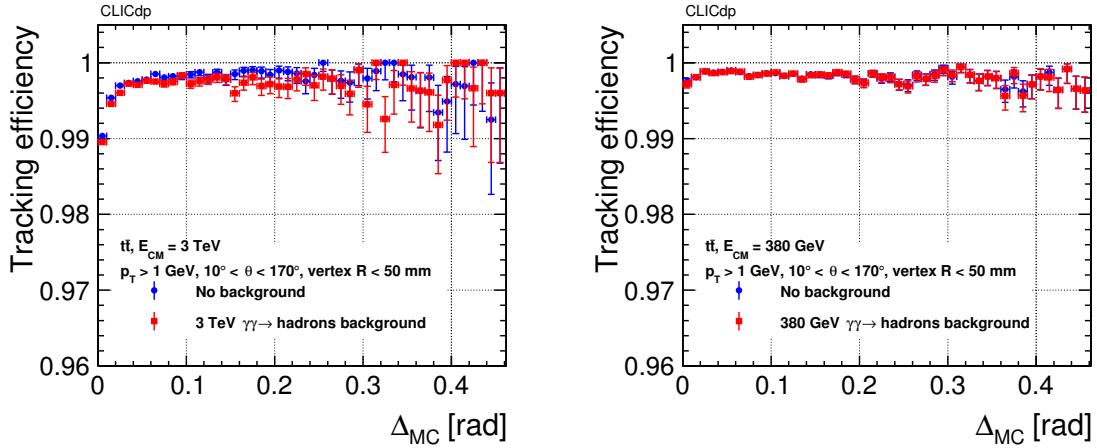 CLICdp
Tracking efficiency
1
0.99
0.98
0.97
0.96
tt̄, E_CM = 3 TeV
p_T > 1 GeV, 10° < θ < 170°, vertex R < 50 mm
No background
3 TeV γγ→ hadrons background
0 0.1 0.2 0.3 0.4
Δ_MC [rad]
CLICdp
Tracking efficiency
1
0.99
0.98
0.97
0.96
tt̄, E_CM = 380 GeV
p_T > 1 GeV, 10° < θ < 170°, vertex R < 50 mm
No background
380 GeV γγ→ hadrons background
0 0.1 0.2 0.3 0.4
Δ_MC [rad]